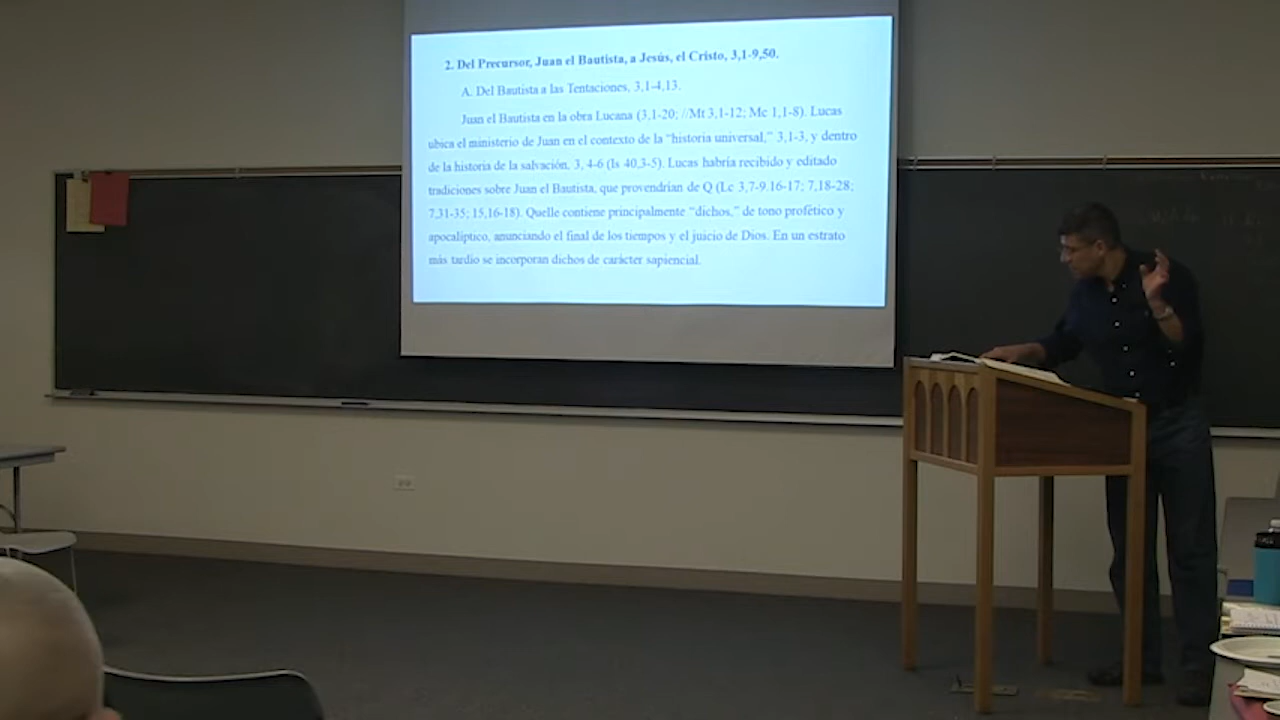 2. Del Precursor, Juan el Bautista, a Jesús, el Cristo, 3,1-9,50.
A. Del Bautista a las Tentaciones, 3,1-4,13.
Juan el Bautista en la obra Lucana (3,1-20; //Mt 3,1-12; Mc 1,1-8). Lucas
ubica el ministerio de Juan en el contexto de la “historia universal,” 3,1-3, y dentro
de la historia de la salvación, 3, 4-6 (Is 40,3-5). Lucas habría recibido y editado
tradiciones sobre Juan el Bautista, que provendrían de Q (Lc 3,7-9.16-17; 7,18-28;
7,31-35; 15,16-18). Quelle contiene principalmente “dichos,” de tono profético y
apocalíptico, anunciando el final de los tiempos y el juicio de Dios. En un estrato
más tardío se incorporan dichos de carácter sapiencial.